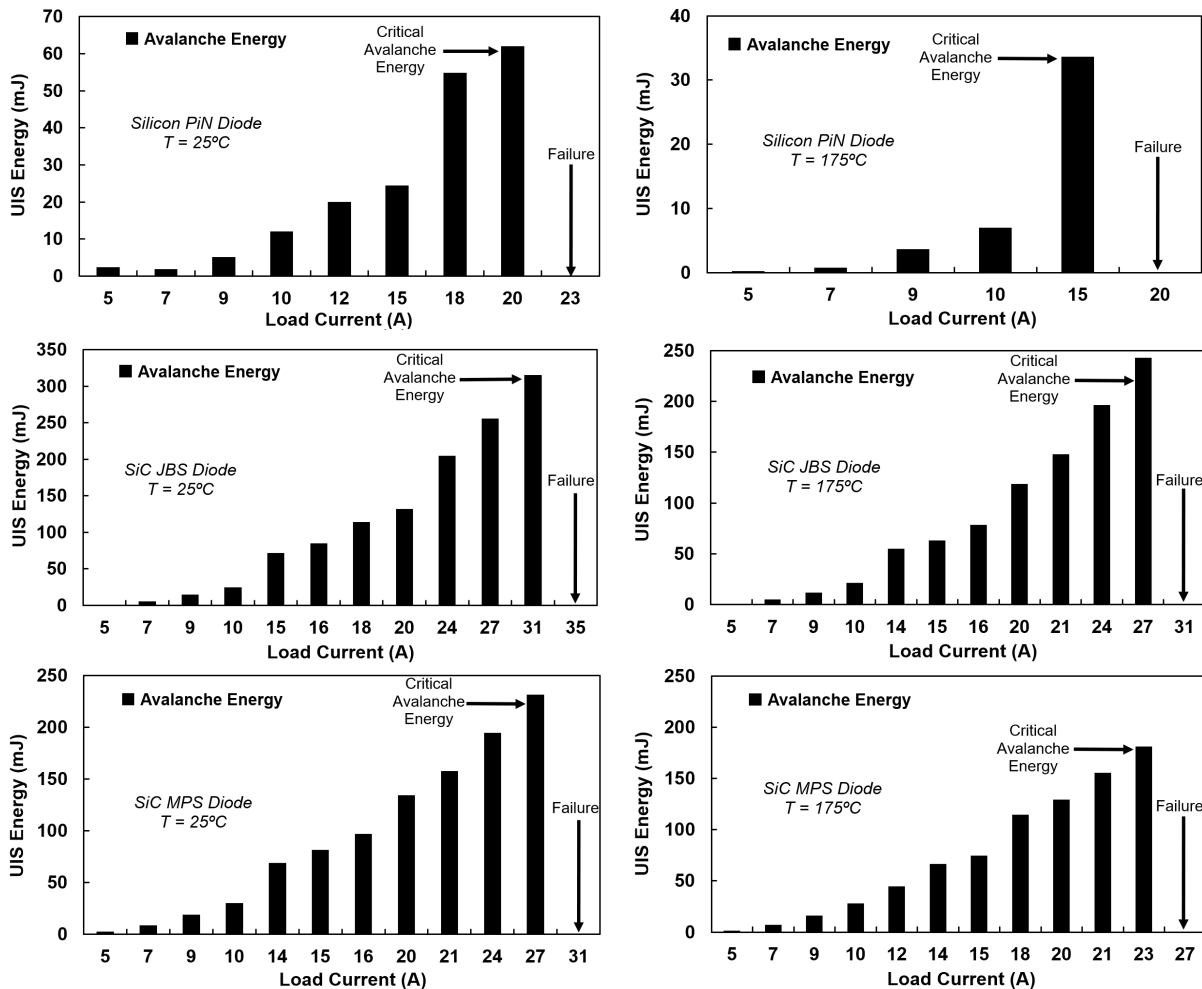 70
60
50
40
30
20
10
0
UIS Energy (mJ)
Avalanche Energy
Critical
Avalanche
Energy
Silicon PiN Diode
T = 25ºC
Failure
5 7 9 10 12 15 18 20 23
Load Current (A)
40
30
20
10
0
UIS Energy (mJ)
Avalanche Energy
Critical
Avalanche
Energy
Silicon PiN Diode
T = 175ºC
Failure
5 7 9 10 15 20
Load Current (A)
350
300
250
200
150
100
50
0
UIS Energy (mJ)
Avalanche Energy
Critical
Avalanche
Energy
SiC JBS Diode
T = 25ºC
Failure
5 7 9 10 15 16 18 20 24 27 31 35
Load Current (A)
250
200
150
100
50
0
UIS Energy (mJ)
Avalanche Energy
Critical
Avalanche
Energy
SiC JBS Diode
T = 175ºC
Failure
5 7 9 10 14 15 16 20 21 24 27 31
Load Current (A)
250
200
150
100
50
0
UIS Energy (mJ)
Avalanche Energy
Critical
Avalanche
Energy
SiC MPS Diode
T = 25ºC
Failure
5 7 9 10 14 15 16 20 21 24 27 31
Load Current (A)
250
200
150
100
50
0
UIS Energy (mJ)
Avalanche Energy
Critical
Avalanche
Energy
SiC MPS Diode
T = 175ºC
Failure
5 7 9 10 12 14 15 18 20 21 23 27
Load Current (A)